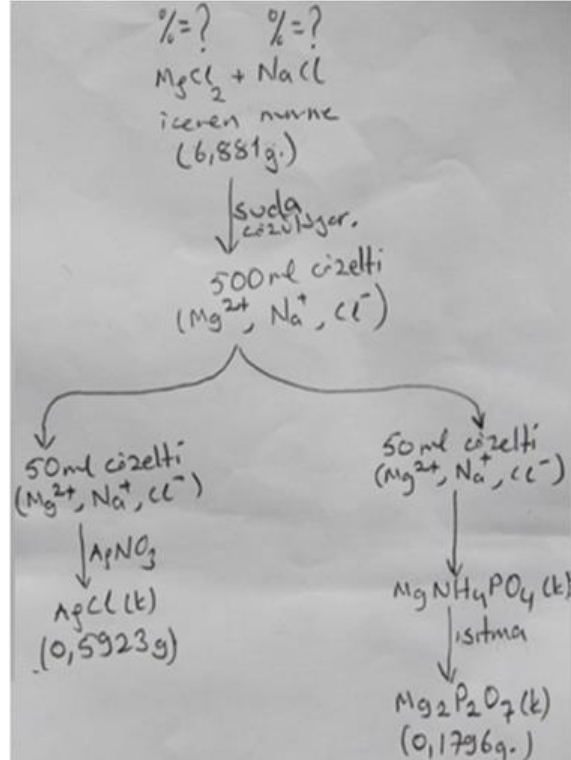 %=? %=?
MgCl2 + NaCl
içeren numune
(6,881g.)
suda
çözülüyor.
500ml çözelti
(Mg2+, Na+, Cl-)
50ml çözelti
(Mg2+, Na+, Cl-)
AgNO3
AgCl(k)
(0,5923g)
50ml çözelti
(Mg2+, Na+, Cl-)
MgNH4PO4(k)
ısıtma
Mg2P2O7(k)
(0,1796g.)